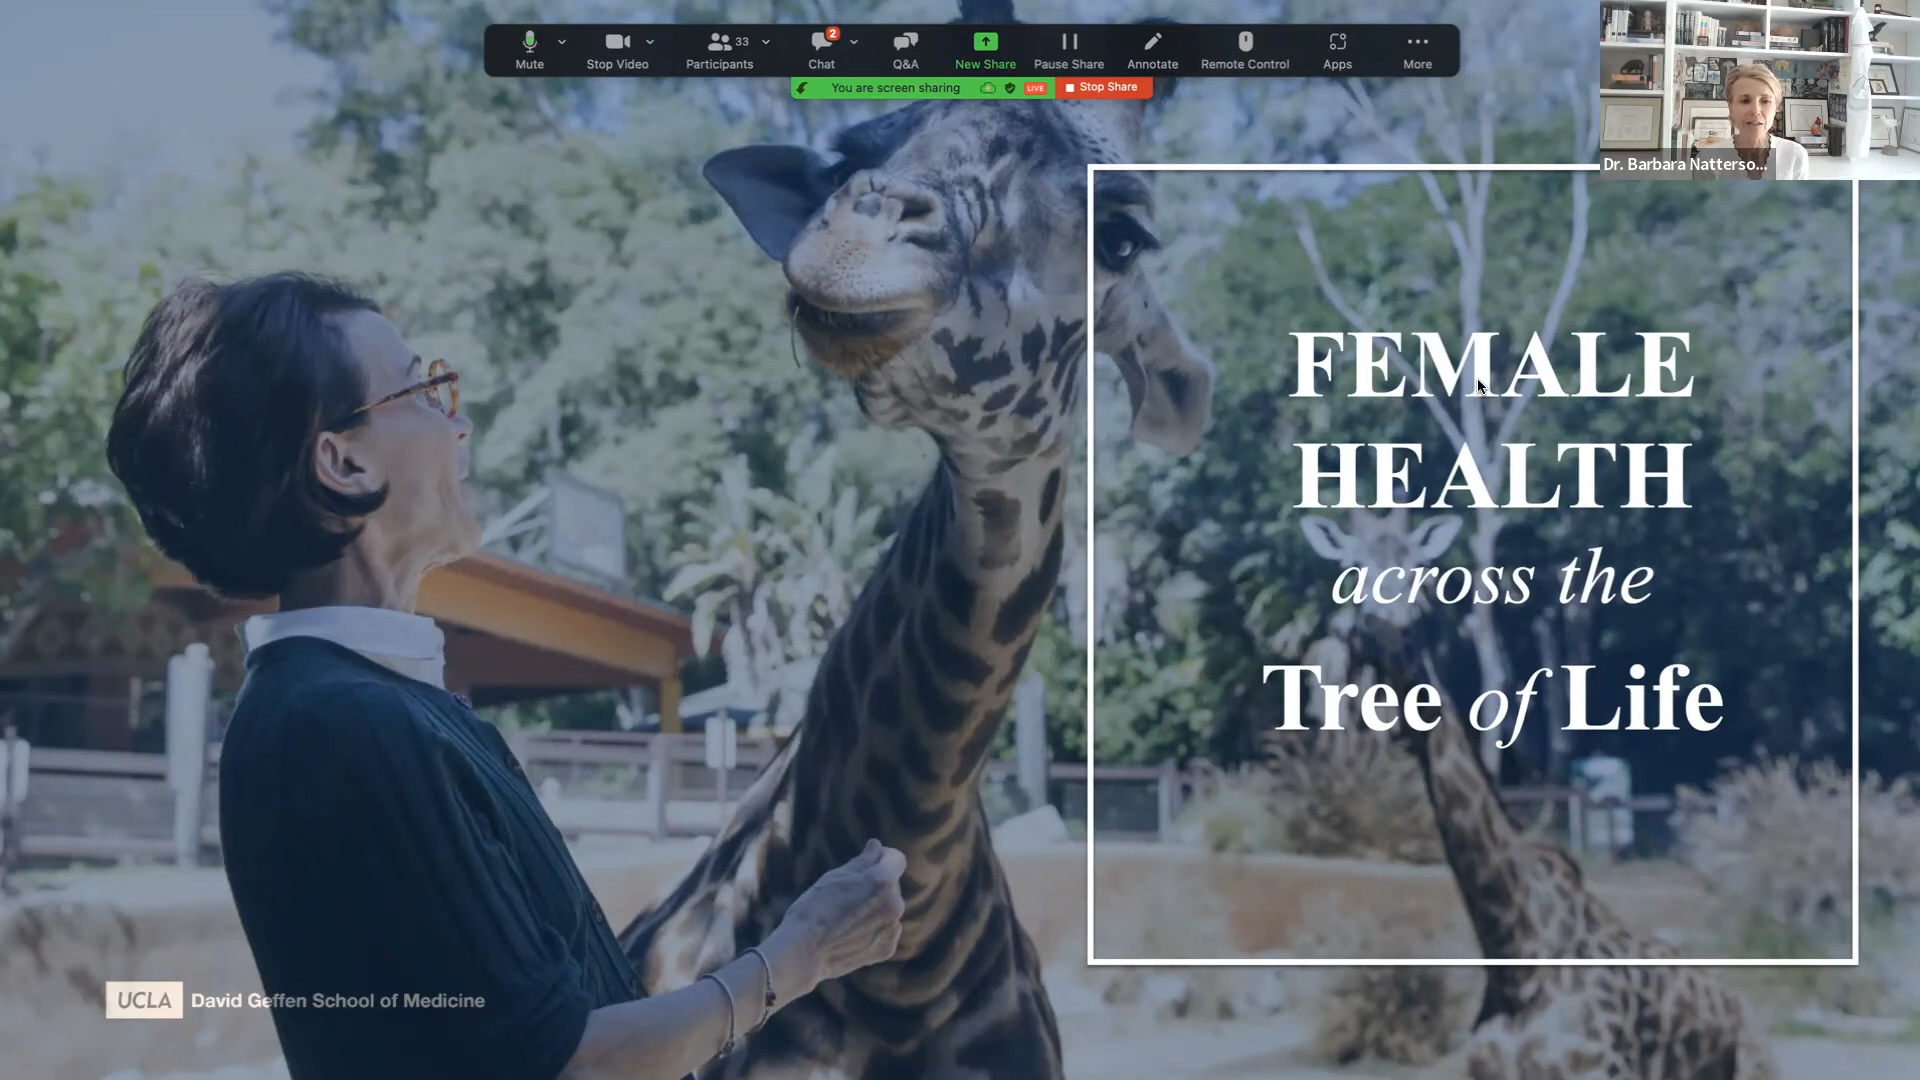 Mute
Stop Video
Participants
33
Chat
2
Q&A
New Share
Pause Share
Annotate
Remote Control
Apps
More
You are screen sharing
LIVE
Stop Share
Dr. Barbara Natterso...
FEMALE
HEALTH
across the
Tree of Life
UCLA David Geffen School of Medicine